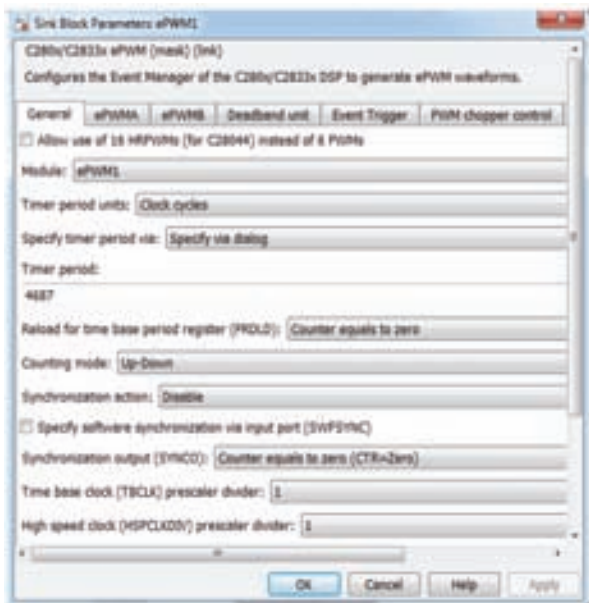 Sink Block Parameters: ePWM1
C280x/C2833x ePWM (mask) (link)
Configures the Event Manager of the C280x/C2833x DSP to generate ePWM waveforms.
General ePWMA ePWMB Deadband unit Event Trigger PWM chopper control
Allow use of 16 HRPWMs (for C28044) instead of 6 PWMs
Module: ePWM1
Timer period units: Clock cycles
Specify timer period via: Specify via dialog
Timer period:
4687
Reload for time base period register (PRDLD): Counter equals to zero
Counting mode: Up-Down
Synchronization action: Disable
Specify software synchronization via input port (SWFSYNC)
Synchronization output (SYNCO): Counter equals to zero (CTR=Zero)
Time base clock (TBCLK) prescaler divider: 1
High speed clock (HSPCLKDIV) prescaler divider: 1
OK Cancel Help Apply